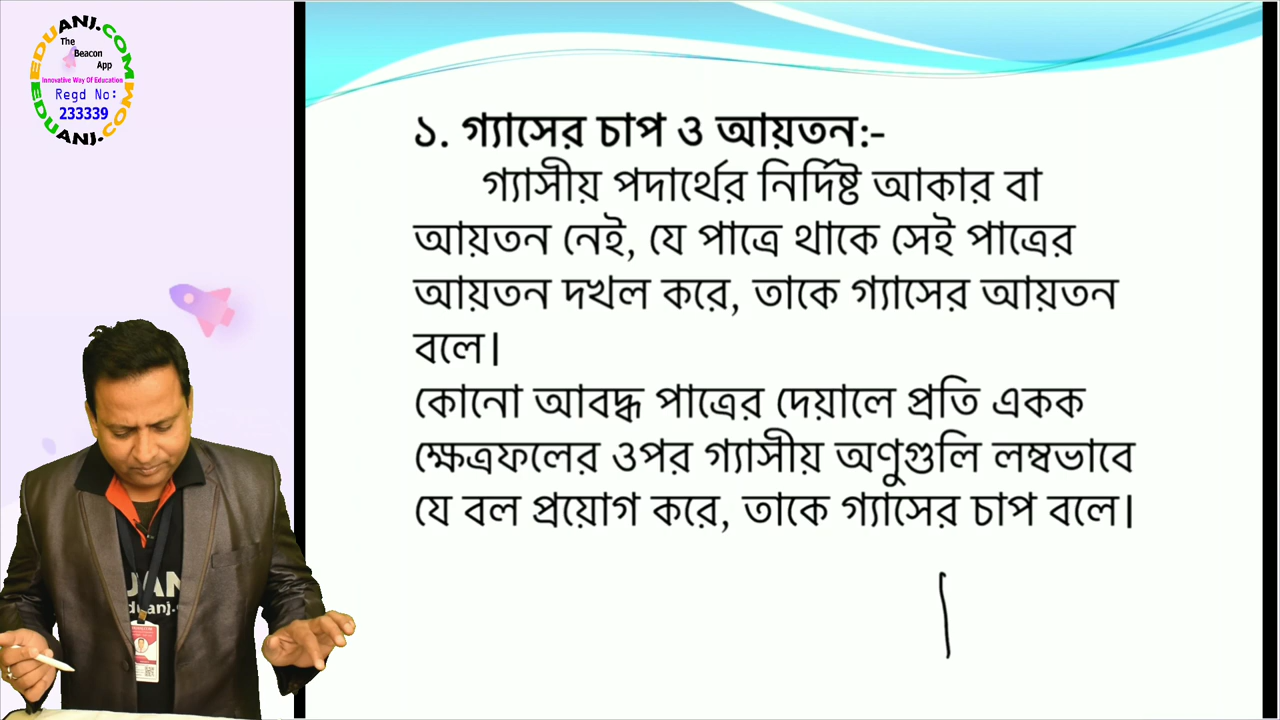 EDUANJ.COM
EDUANJ.COM
The
Beacon
App
Innovative Way Of Education
Regd No:
233339
১. গ্যাসের চাপ ও আয়তন:-
গ্যাসীয় পদার্থের নির্দিষ্ট আকার বা
আয়তন নেই, যে পাত্রে থাকে সেই পাত্রের
আয়তন দখল করে, তাকে গ্যাসের আয়তন
বলে।
কোনো আবদ্ধ পাত্রের দেয়ালে প্রতি একক
ক্ষেত্রফলের ওপর গ্যাসীয় অণুগুলি লম্বভাবে
যে বল প্রয়োগ করে, তাকে গ্যাসের চাপ বলে।